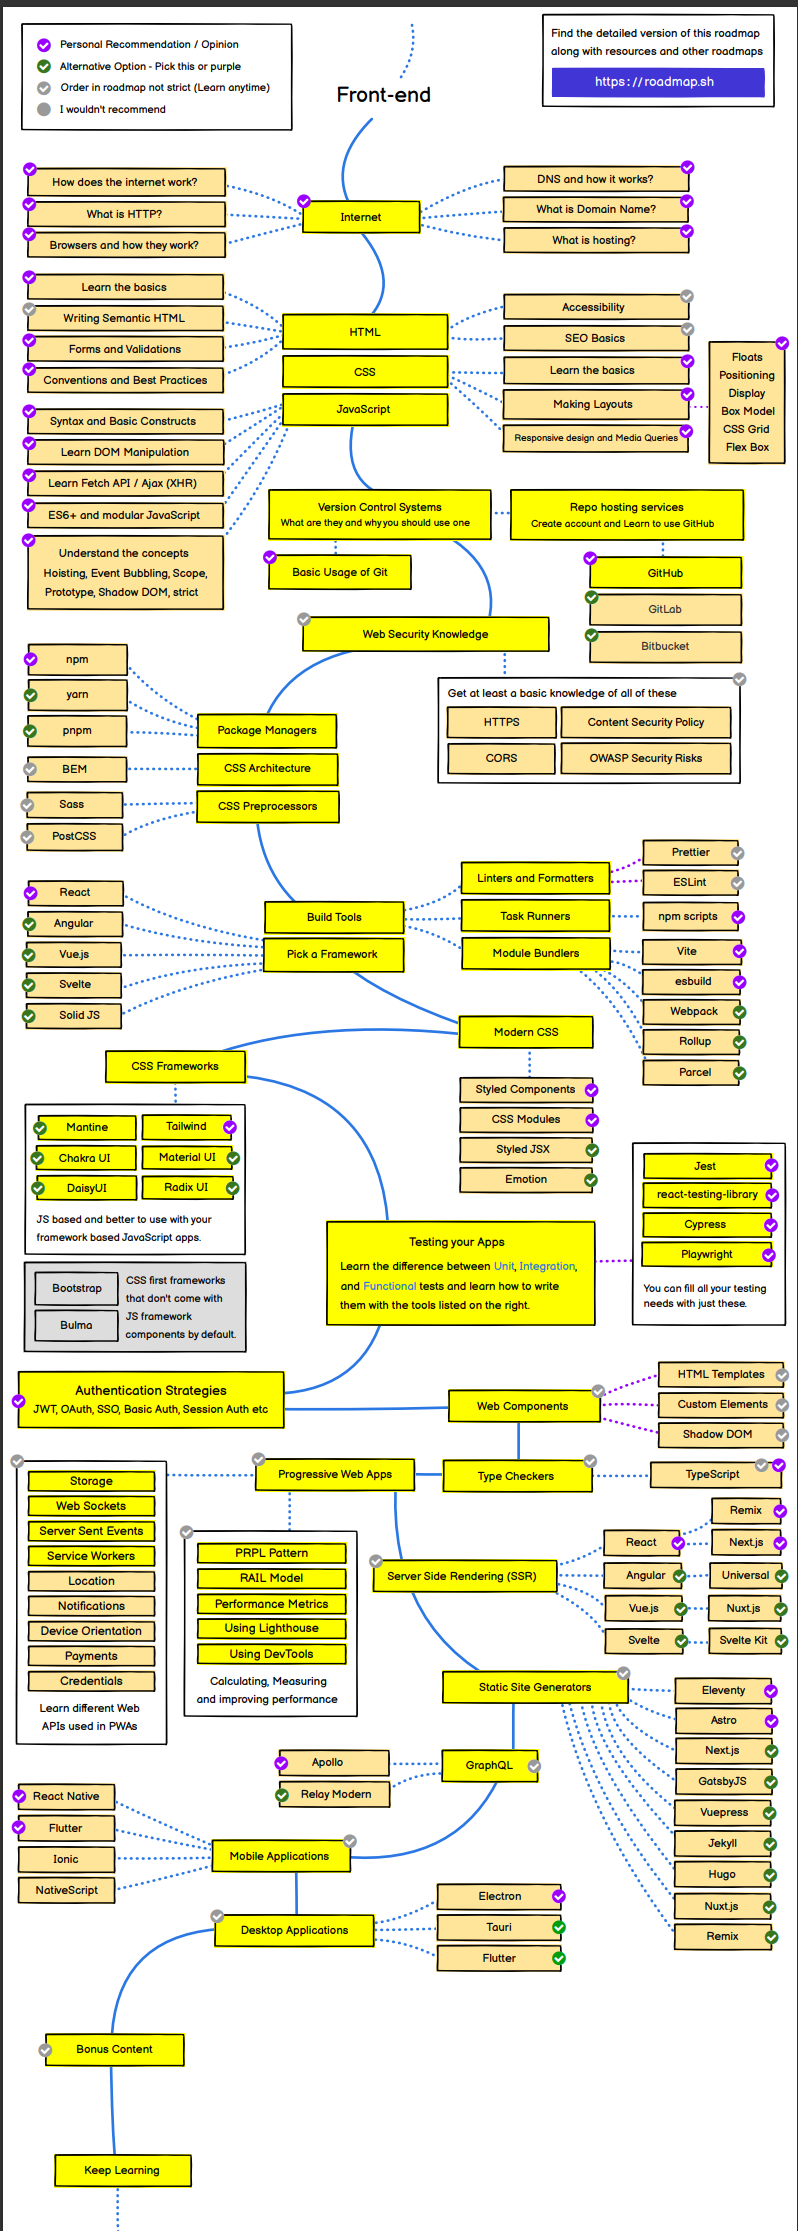 Personal Recommendation / Opinion
Alternative Option - Pick this or purple
Order in roadmap not strict (Learn anytime)
I wouldn't recommend
Find the detailed version of this roadmap
along with resources and other roadmaps
https://roadmap.sh
Front-end
How does the internet work?
What is HTTP?
Browsers and how they work?
Internet
DNS and how it works?
What is Domain Name?
What is hosting?
Learn the basics
Writing Semantic HTML
Forms and Validations
Conventions and Best Practices
HTML
CSS
JavaScript
Accessibility
SEO Basics
Learn the basics
Making Layouts
Responsive design and Media Queries
Floats
Positioning
Display
Box Model
CSS Grid
Flex Box
Syntax and Basic Constructs
Learn DOM Manipulation
Learn Fetch API / Ajax (XHR)
ES6+ and modular JavaScript
Understand the concepts
Hoisting, Event Bubbling, Scope,
Prototype, Shadow DOM, strict
Version Control Systems
What are they and why you should use one
Repo hosting services
Create account and Learn to use GitHub
Basic Usage of Git
GitHub
GitLab
Bitbucket
Web Security Knowledge
Get at least a basic knowledge of all of these
HTTPS
Content Security Policy
CORS
OWASP Security Risks
npm
yarn
pnpm
BEM
Sass
PostCSS
Package Managers
CSS Architecture
CSS Preprocessors
React
Angular
Vue.js
Svelte
Solid JS
Build Tools
Pick a Framework
Linters and Formatters
Task Runners
Module Bundlers
Prettier
ESLint
npm scripts
Vite
esbuild
Webpack
Rollup
Parcel
Modern CSS
Styled Components
CSS Modules
Styled JSX
Emotion
CSS Frameworks
Mantine
Tailwind
Chakra UI
Material UI
DaisyUI
Radix UI
JS based and better to use with your
framework based JavaScript apps.
Bootstrap
Bulma
CSS first frameworks
that don't come with
JS framework
components by default.
Testing your Apps
Learn the difference between Unit, Integration,
and Functional tests and learn how to write
them with the tools listed on the right.
Jest
react-testing-library
Cypress
Playwright
You can fill all your testing
needs with just these.
Authentication Strategies
JWT, OAuth, SSO, Basic Auth, Session Auth etc
Web Components
HTML Templates
Custom Elements
Shadow DOM
Type Checkers
TypeScript
Progressive Web Apps
Storage
Web Sockets
Server Sent Events
Service Workers
Location
Notifications
Device Orientation
Payments
Credentials
Learn different Web
APIs used in PWAs
PRPL Pattern
RAIL Model
Performance Metrics
Using Lighthouse
Using DevTools
Calculating, Measuring
and improving performance
Server Side Rendering (SSR)
React
Angular
Vue.js
Svelte
Remix
Next.js
Universal
Nuxt.js
Svelte Kit
Static Site Generators
Eleventy
Astro
Next.js
GatsbyJS
Vuepress
Jekyll
Hugo
Nuxt.js
Remix
GraphQL
Apollo
Relay Modern
Mobile Applications
React Native
Flutter
Ionic
NativeScript
Desktop Applications
Electron
Tauri
Flutter
Bonus Content
Keep Learning